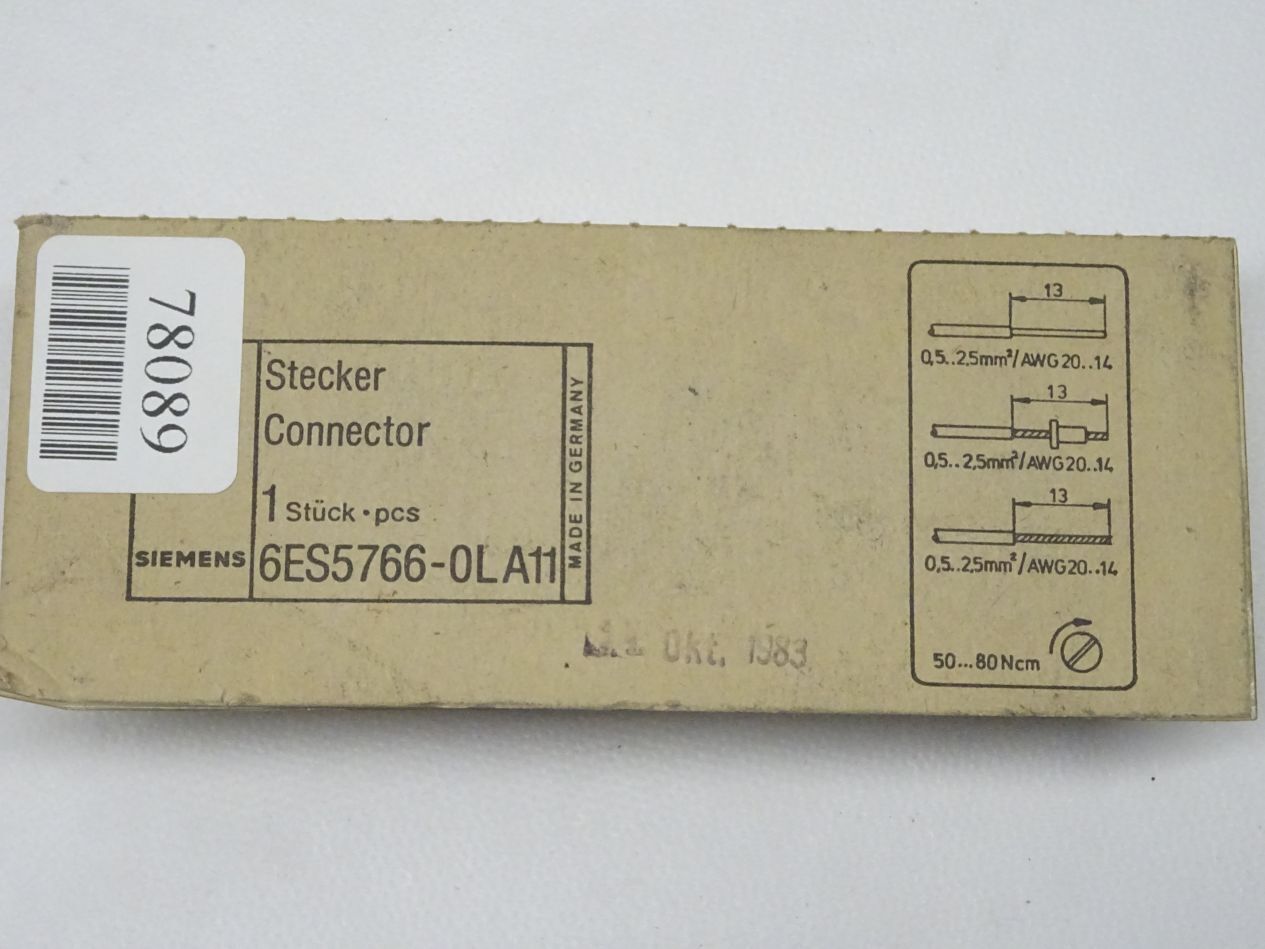 78089
Stecker
Connector
1 Stück · pcs
SIEMENS
6ES5766-0LA11
MADE IN GERMANY
Okt. 1983
13
0,5..2,5mm²/AWG 20..14
13
0,5..2,5mm²/AWG 20..14
13
0,5..2,5mm²/AWG 20..14
50...80 Ncm